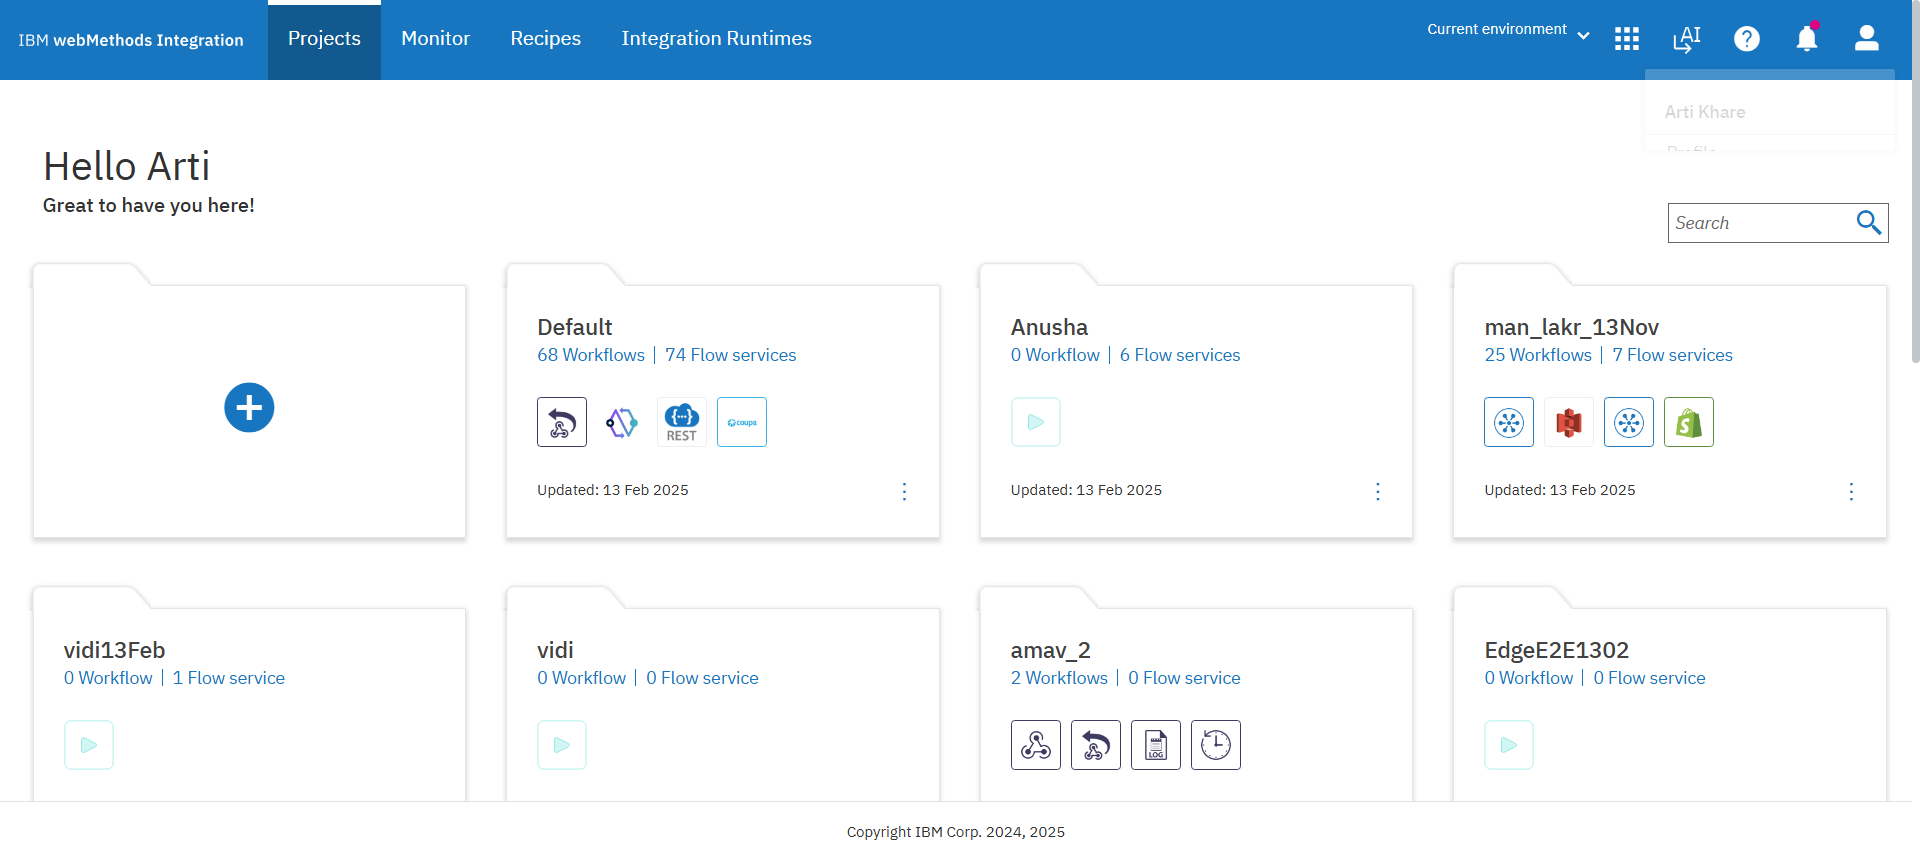 IBM webMethods Integration
Projects
Monitor
Recipes
Integration Runtimes
Current environment
AI
?
Arti Khare
Profile
Hello Arti
Great to have you here!
Search
Default
68 Workflows | 74 Flow services
REST
coupa
Updated: 13 Feb 2025
Anusha
0 Workflow | 6 Flow services
Updated: 13 Feb 2025
man_lakr_13Nov
25 Workflows | 7 Flow services
Updated: 13 Feb 2025
vidi13Feb
0 Workflow | 1 Flow service
vidi
0 Workflow | 0 Flow service
amav_2
2 Workflows | 0 Flow service
LOG
EdgeE2E1302
0 Workflow | 0 Flow service
Copyright IBM Corp. 2024, 2025